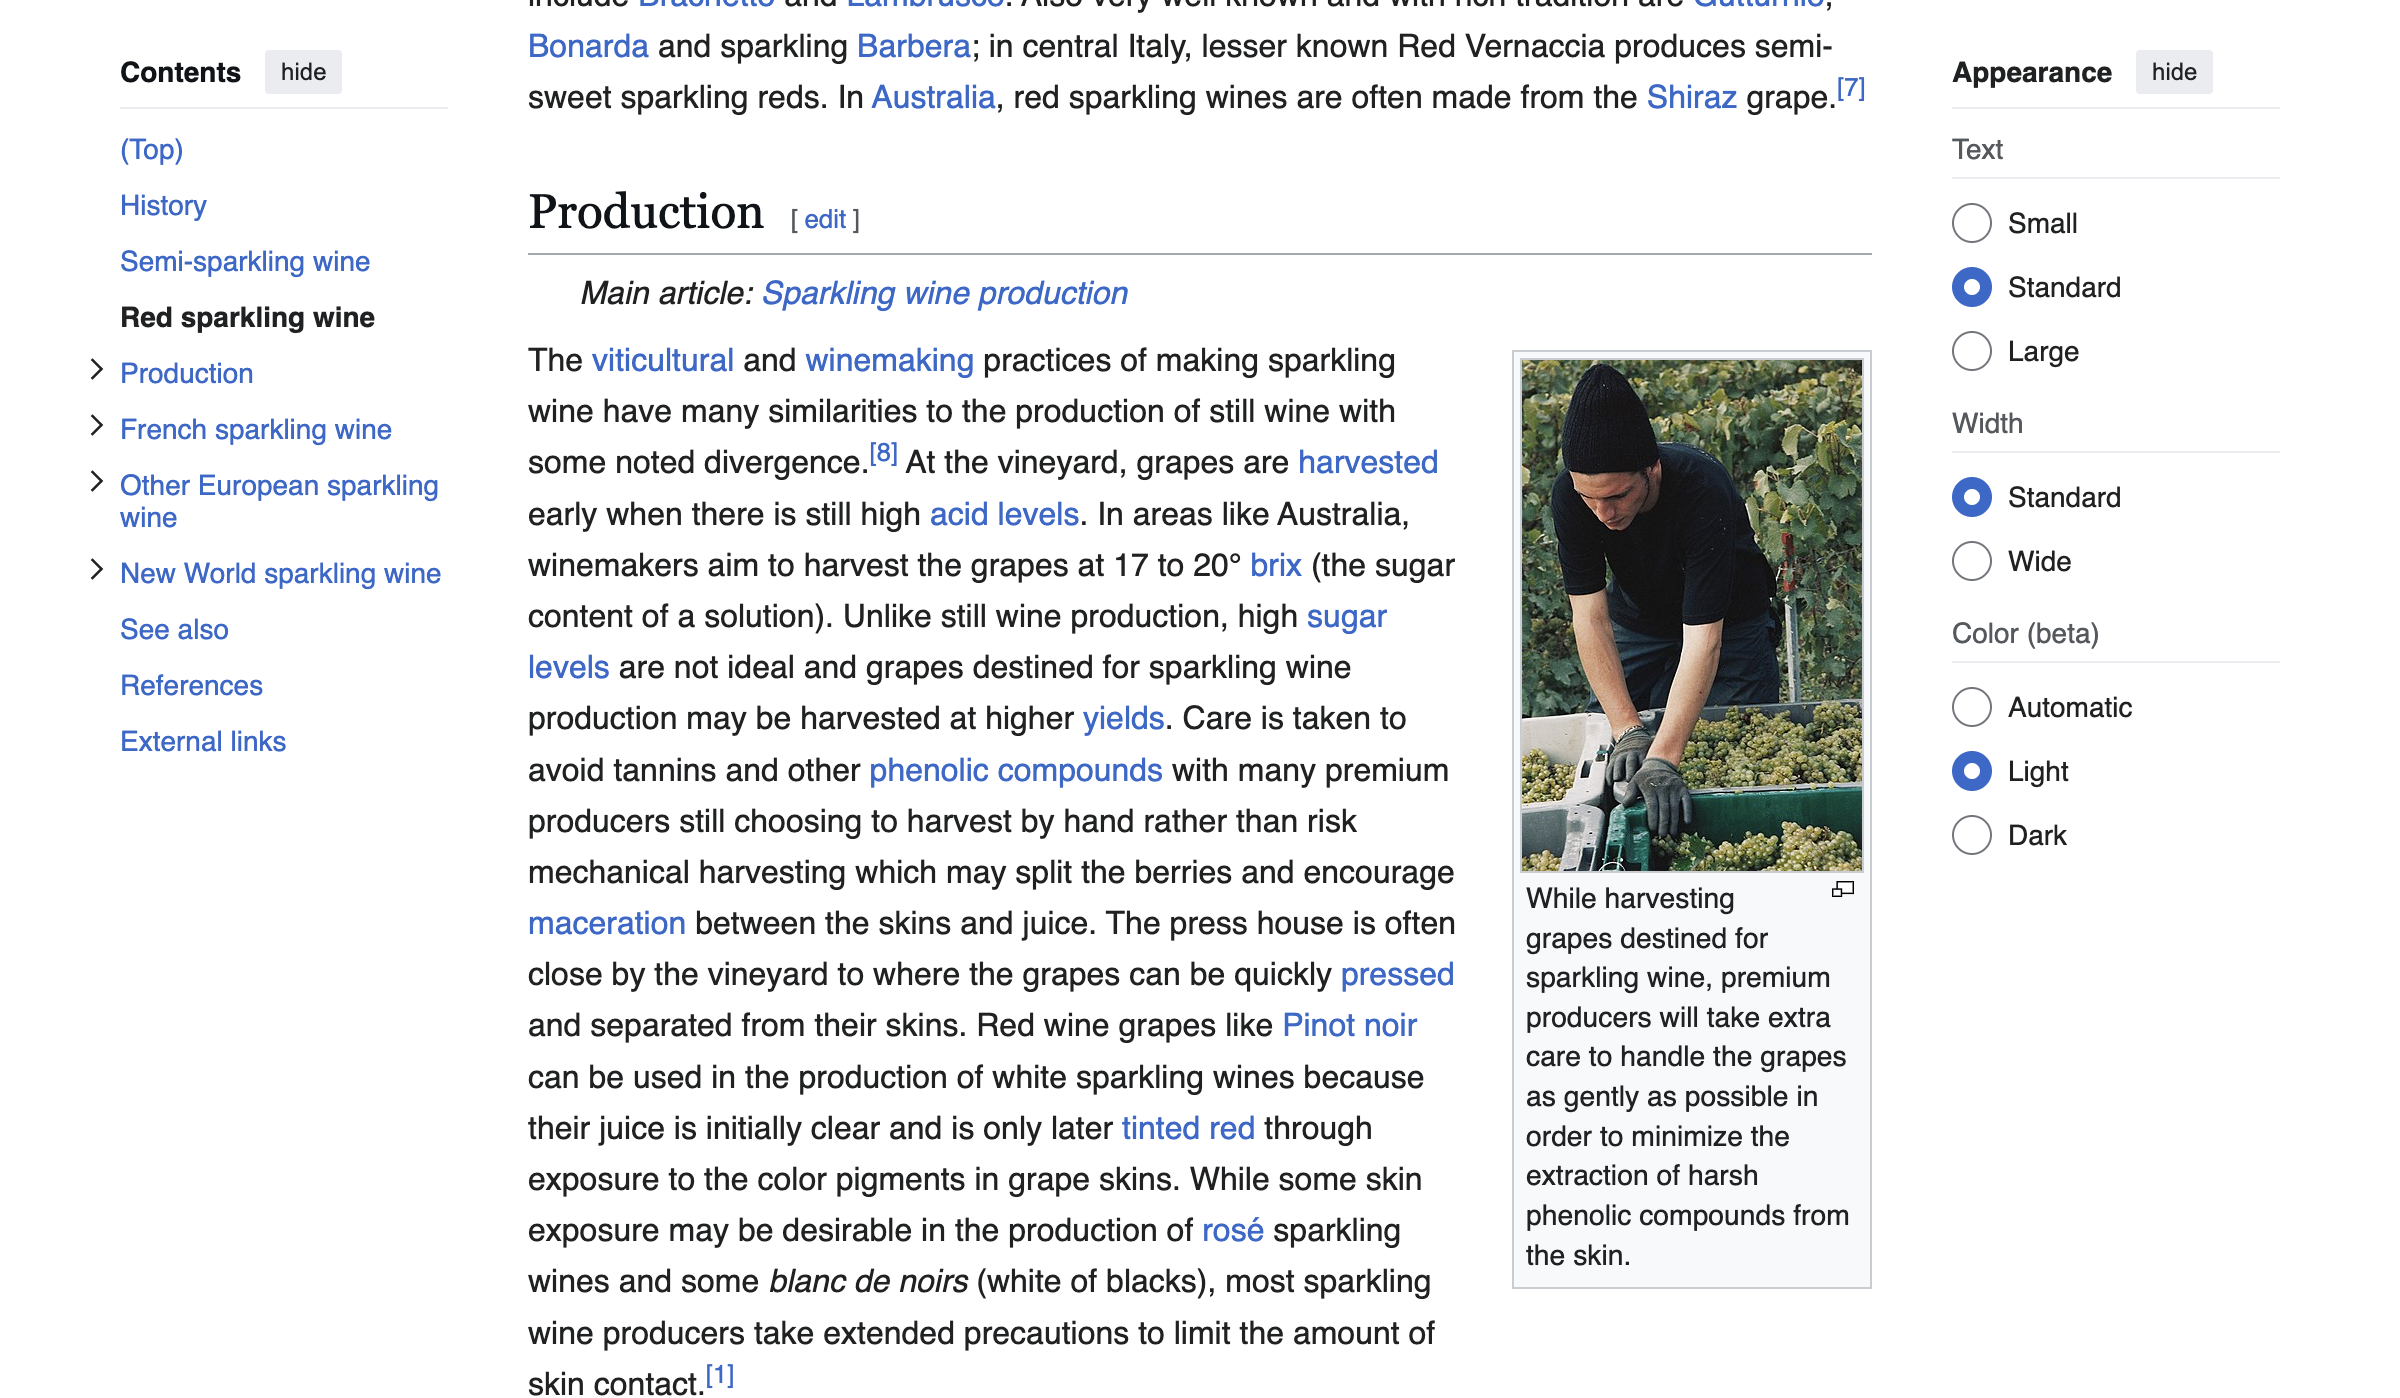 Contents hide
(Top)
History
Semi-sparkling wine
Red sparkling wine
Production
French sparkling wine
Other European sparkling
wine
New World sparkling wine
See also
References
External links
include Brachetto and Lambrusco. Also very well known and with rich tradition are Gutturnio,
Bonarda and sparkling Barbera; in central Italy, lesser known Red Vernaccia produces semi-
sweet sparkling reds. In Australia, red sparkling wines are often made from the Shiraz grape.[7]
Production [ edit ]
Main article: Sparkling wine production
The viticultural and winemaking practices of making sparkling
wine have many similarities to the production of still wine with
some noted divergence.[8] At the vineyard, grapes are harvested
early when there is still high acid levels. In areas like Australia,
winemakers aim to harvest the grapes at 17 to 20° brix (the sugar
content of a solution). Unlike still wine production, high sugar
levels are not ideal and grapes destined for sparkling wine
production may be harvested at higher yields. Care is taken to
avoid tannins and other phenolic compounds with many premium
producers still choosing to harvest by hand rather than risk
mechanical harvesting which may split the berries and encourage
maceration between the skins and juice. The press house is often
close by the vineyard to where the grapes can be quickly pressed
and separated from their skins. Red wine grapes like Pinot noir
can be used in the production of white sparkling wines because
their juice is initially clear and is only later tinted red through
exposure to the color pigments in grape skins. While some skin
exposure may be desirable in the production of rosé sparkling
wines and some blanc de noirs (white of blacks), most sparkling
wine producers take extended precautions to limit the amount of
skin contact.[1]
While harvesting
grapes destined for
sparkling wine, premium
producers will take extra
care to handle the grapes
as gently as possible in
order to minimize the
extraction of harsh
phenolic compounds from
the skin.
Appearance hide
Text
Small
Standard
Large
Width
Standard
Wide
Color (beta)
Automatic
Light
Dark